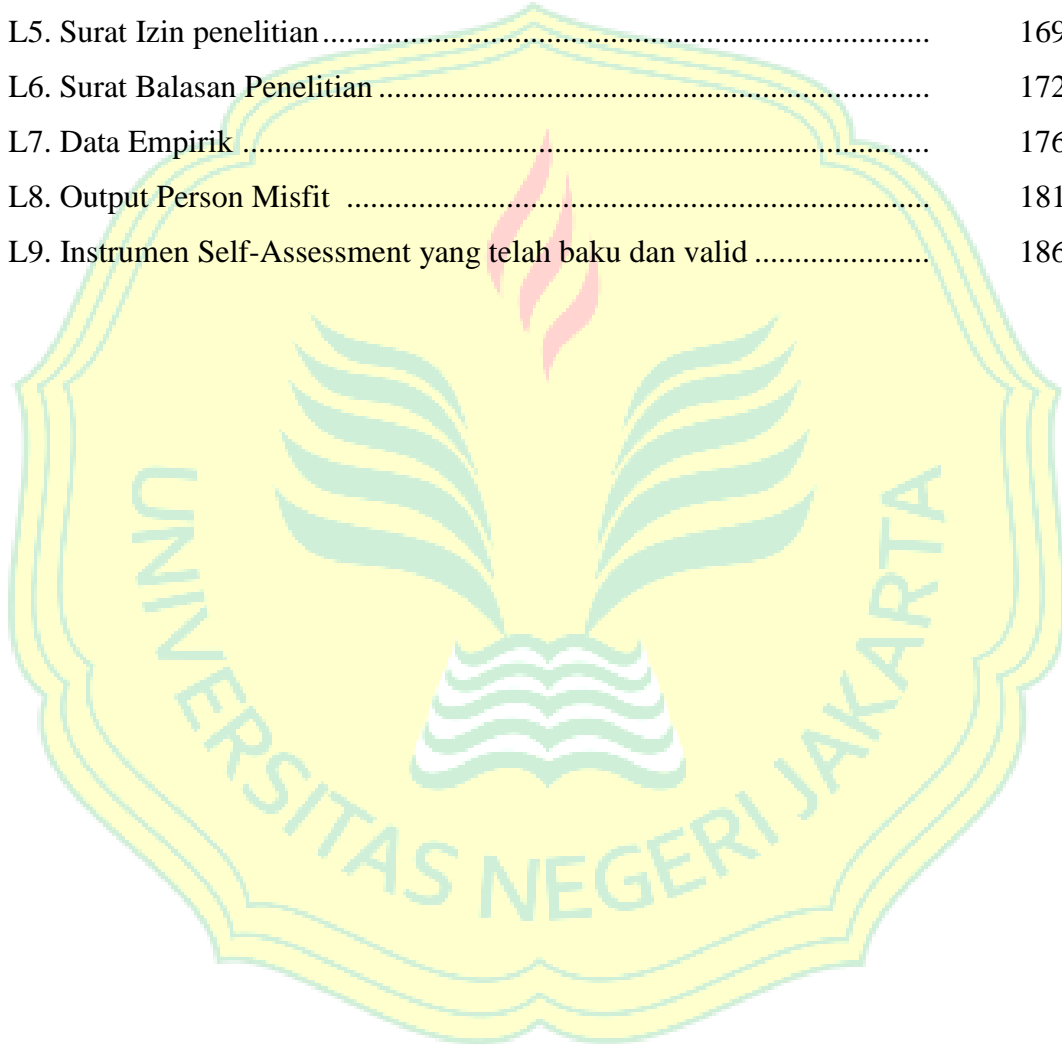 L5. Surat Izin penelitian ........................................................................................ 169
L6. Surat Balasan Penelitian ................................................................................ 172
L7. Data Empirik .................................................................................................... 176
L8. Output Person Misfit ..................................................................................... 181
L9. Instrumen Self-Assessment yang telah baku dan valid ......................... 186
UNIVERSITAS NEGERI JAKARTA